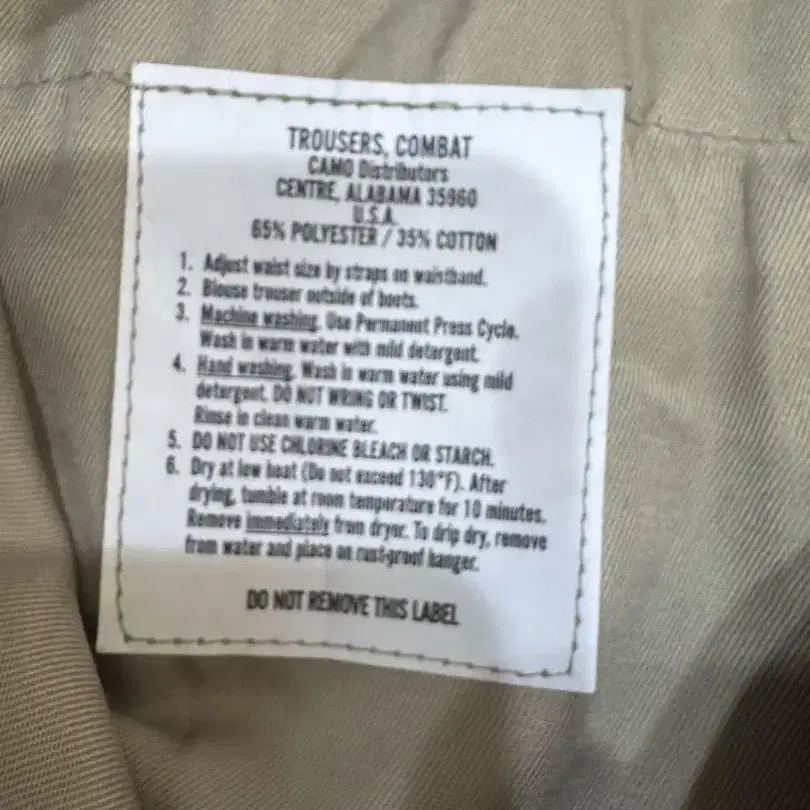 TROUSERS, COMBAT
CAMO Distributors
CENTRE, ALABAMA 35960
U.S.A.
65% POLYESTER / 35% COTTON
1. Adjust waist size by straps on waistband.
2. Blouse trouser outside of boots.
3. Machine washing. Use Permanent Press Cycle.
Wash in warm water with mild detergent.
4. Hand washing. Wash in warm water using mild
detergent. DO NOT WRING OR TWIST.
Rinse in clean warm water.
5. DO NOT USE CHLORINE BLEACH OR STARCH.
6. Dry at low heat (Do not exceed 130°F). After
drying, tumble at room temperature for 10 minutes.
Remove immediately from dryer. To drip dry, remove
from water and place on rust-proof hanger.
DO NOT REMOVE THIS LABEL